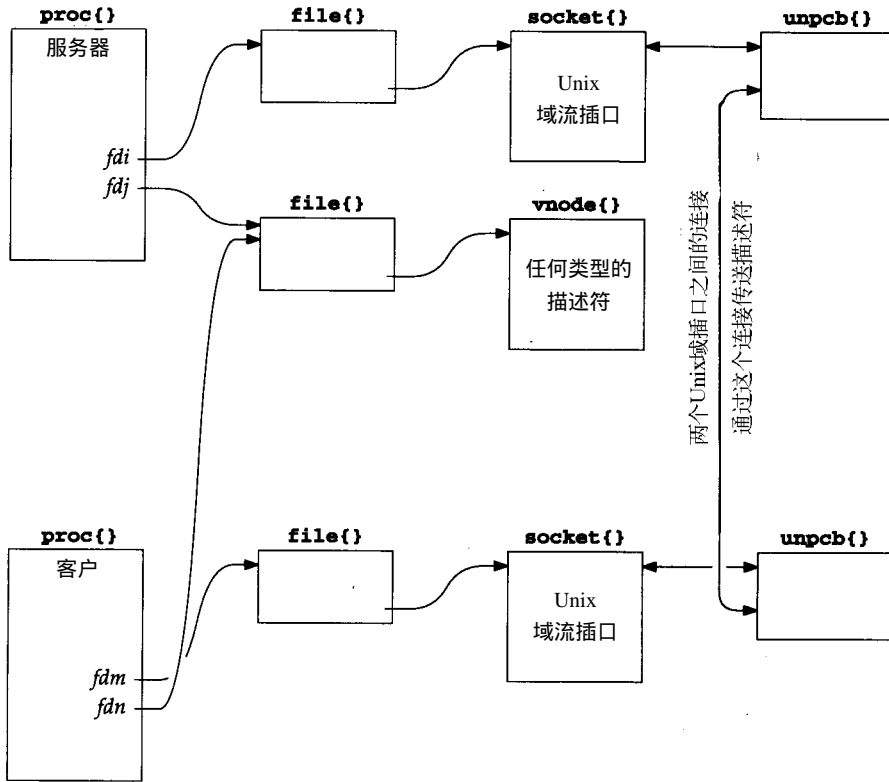 proc{}
file{}
socket{}
unpcb{}
服务器
Unix
域流插口
fdi
fdj
file{}
vnode{}
任何类型的
描述符
两个Unix域插口之间的连接
通过这个连接传送描述符
proc{}
file{}
socket{}
unpcb{}
客户
Unix
域流插口
fdm
fdn